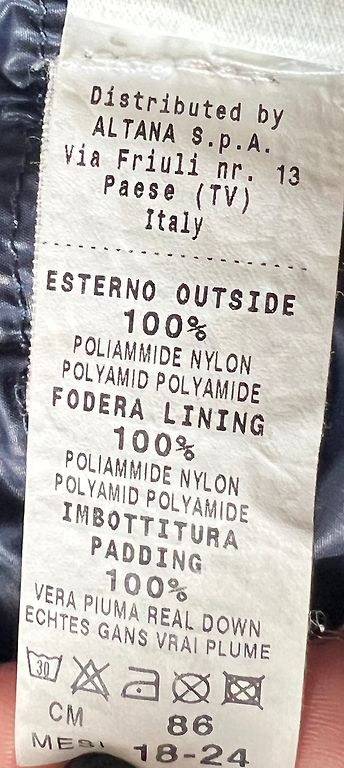 Distributed by
ALTANA S.p.A.
Via Friuli nr. 13
Paese (TV)
Italy
ESTERNO OUTSIDE
100%
POLIAMMIDE NYLON
POLYAMID POLYAMIDE
FODERA LINING
100%
POLIAMMIDE NYLON
POLYAMID POLYAMIDE
IMBOTTITURA
PADDING
100%
VERA PIUMA REAL DOWN
ECHTES GANS VRAI PLUME
30
CM 86
MESI 18-24